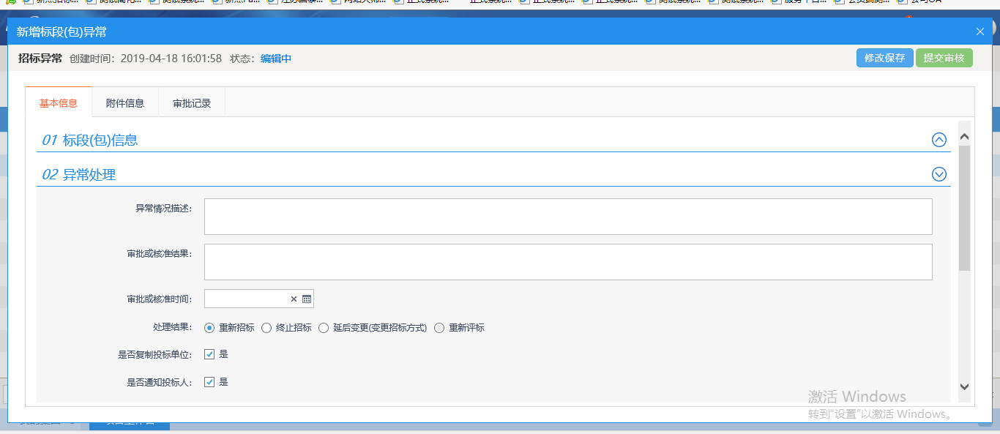 新增标段(包)异常
招标异常 创建时间: 2019-04-18 16:01:58 状态: 编辑中 修改保存 提交审核
基本信息 附件信息 审批记录
01 标段(包)信息
02 异常处理
异常情况描述:
审批或核准结果:
审批或核准时间:
处理结果: 重新招标 终止招标 延后变更(变更招标方式) 重新评标
是否复制投标单位: 是
是否通知投标人: 是
激活 Windows
转到"设置"以激活 Windows。